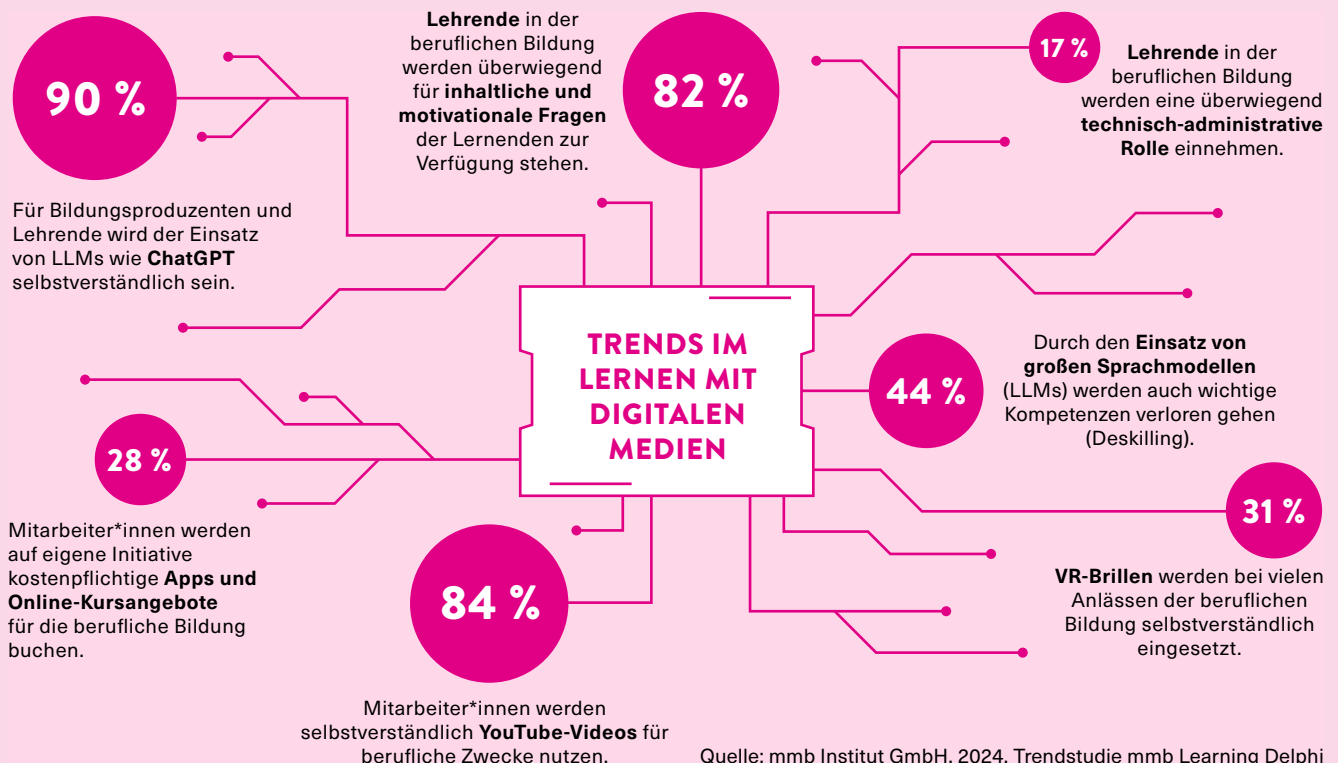 90 %
Für Bildungsproduzenten und
Lehrende wird der Einsatz
von LLMs wie ChatGPT
selbstverständlich sein.
Lehrende in der
beruflichen Bildung
werden überwiegend
für inhaltliche und
motivationale Fragen
der Lernenden zur
Verfügung stehen.
82 %
17 %
Lehrende in der
beruflichen Bildung
werden eine überwiegend
technisch-administrative
Rolle einnehmen.
TRENDS IM
LERNEN MIT
DIGITALEN
MEDIEN
44 %
Durch den Einsatz von
großen Sprachmodellen
(LLMs) werden auch wichtige
Kompetenzen verloren gehen
(Deskilling).
28 %
Mitarbeiter*innen werden
auf eigene Initiative
kostenpflichtige Apps und
Online-Kursangebote
für die berufliche Bildung
buchen.
84 %
Mitarbeiter*innen werden
selbstverständlich YouTube-Videos für
berufliche Zwecke nutzen.
31 %
VR-Brillen werden bei vielen
Anlässen der beruflichen
Bildung selbstverständlich
eingesetzt.
Quelle: mmb Institut GmbH, 2024, Trendstudie mmb Learning Delphi